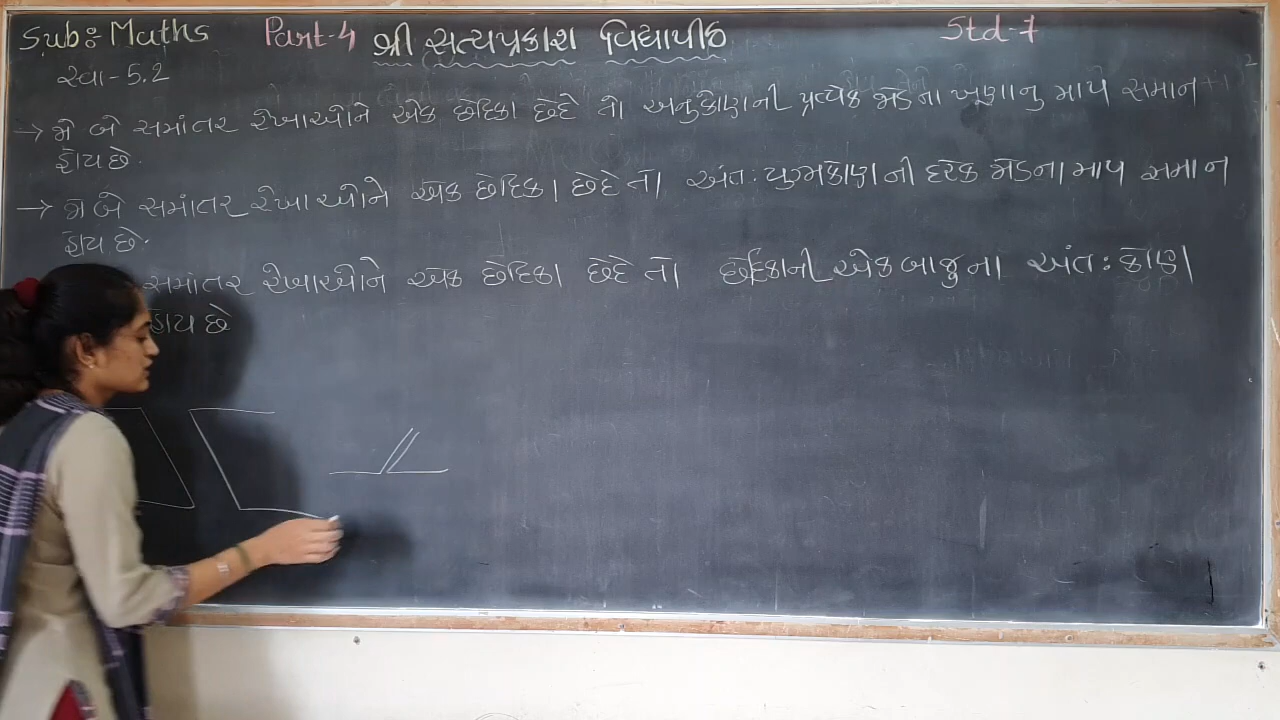 Sub: Maths Part-4 શ્રી સત્યપ્રકાશ વિદ્યાપીઠ Std-7
સ્વા-5.2
→ જો બે સમાંતર રેખાઓને એક છેદિકા છેદે તો અનુકોણની પ્રત્યેક જોડના ખૂણાનુ માપ સમાન
હોય છે.
→ જો બે સમાંતર રેખાઓને એક છેદિકા છેદે તો અંત: યુગ્મકોણની દરેક જોડના માપ સમાન
હોય છે.
સમાંતર રેખાઓને એક છેદિકા છેદે તો છેદિકાની એક બાજુના અંત: કોણ
હોય છે